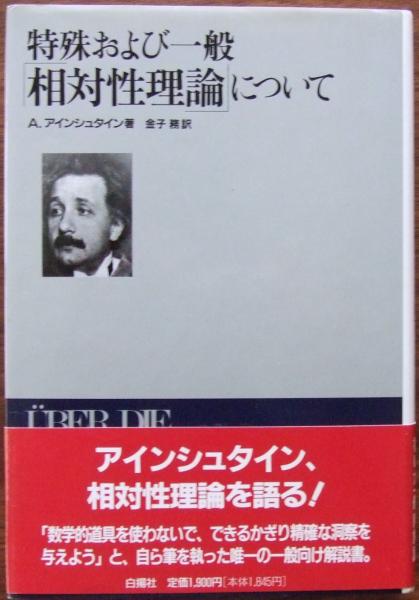 特殊および一般
「相対性理論」について
A. アインシュタイン著 金子 務 訳
ÜBER DIE
アインシュタイン、
相対性理論を語る!
「数学的道具を使わないで、できるかぎり精確な洞察を
与えよう」と、自ら筆を執った唯一の一般向け解説書。
白揚社 定価1,900円[本体1,845円]